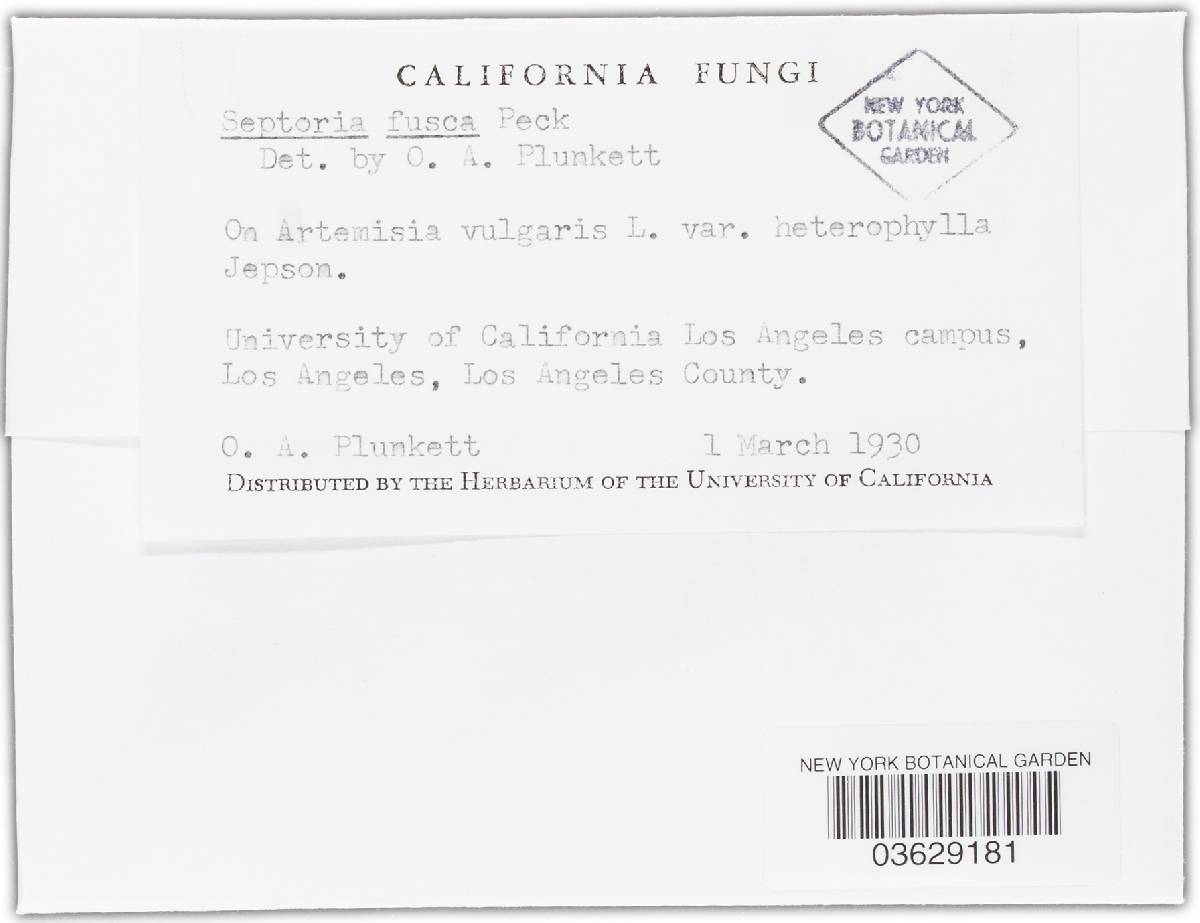 CALIFORNIA FUNGI
NEW YORK
BOTANICAL
GARDEN
Septoria fusca Peck
Det. by O. A. Plunkett
On Artemisia vulgaris L. var. heterophylla
Jepson.
University of California Los Angeles campus,
Los Angeles, Los Angeles County.
O. A. Plunkett 1 March 1930
DISTRIBUTED BY THE HERBARIUM OF THE UNIVERSITY OF CALIFORNIA
NEW YORK BOTANICAL GARDEN
03629181